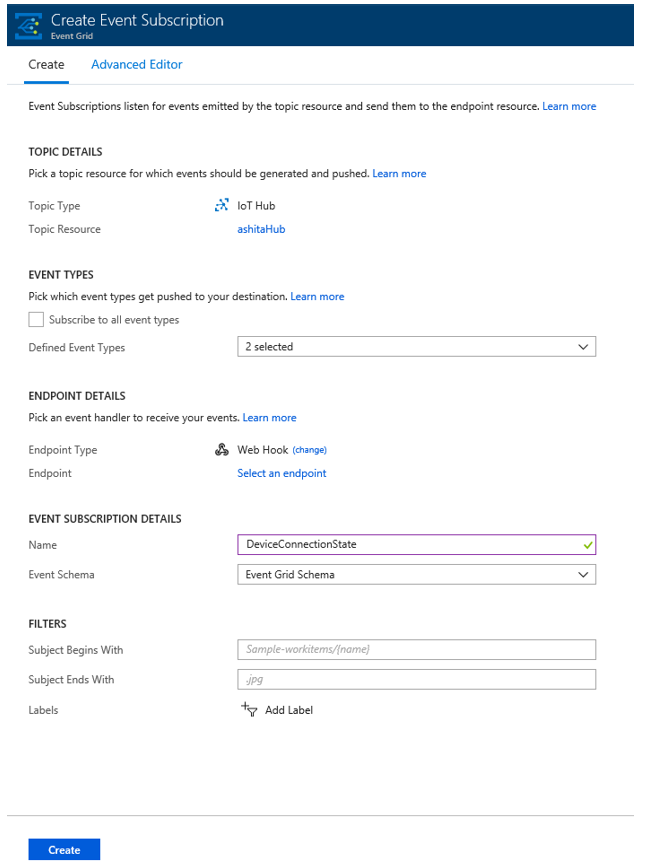 Create Event Subscription
Event Grid
Create Advanced Editor
Event Subscriptions listen for events emitted by the topic resource and send them to the endpoint resource. Learn more
TOPIC DETAILS
Pick a topic resource for which events should be generated and pushed. Learn more
Topic Type IoT Hub
Topic Resource ashitaHub
EVENT TYPES
Pick which event types get pushed to your destination. Learn more
Subscribe to all event types
Defined Event Types 2 selected
ENDPOINT DETAILS
Pick an event handler to receive your events. Learn more
Endpoint Type Web Hook (change)
Endpoint Select an endpoint
EVENT SUBSCRIPTION DETAILS
Name DeviceConnectionState
Event Schema Event Grid Schema
FILTERS
Subject Begins With Sample-workitems/{name}
Subject Ends With .jpg
Labels Add Label
Create